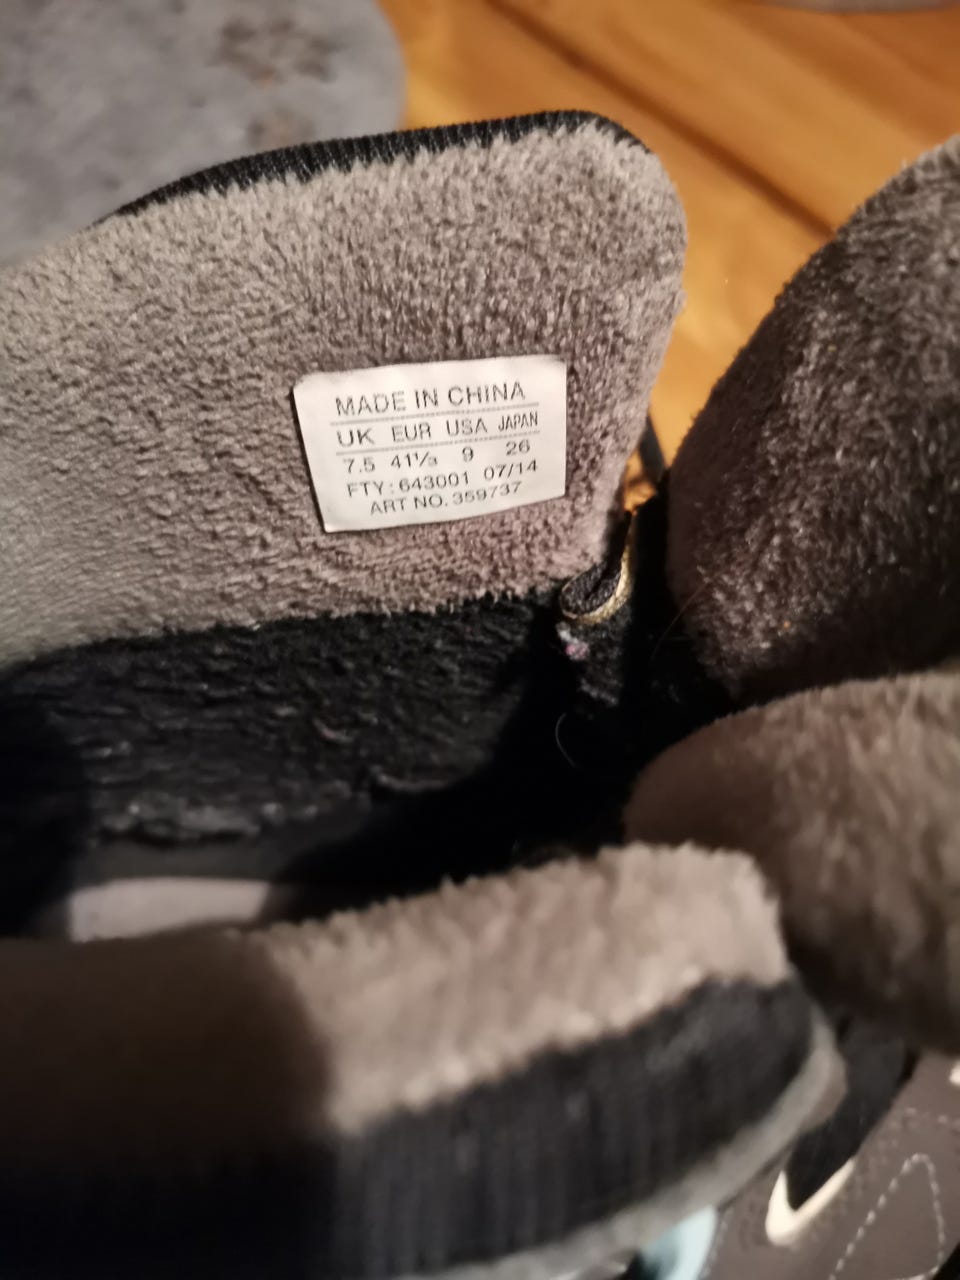 MADE IN CHINA
UK EUR USA JAPAN
7.5 41⅓ 9 26
FTY: 643001 07/14
ART NO. 359737